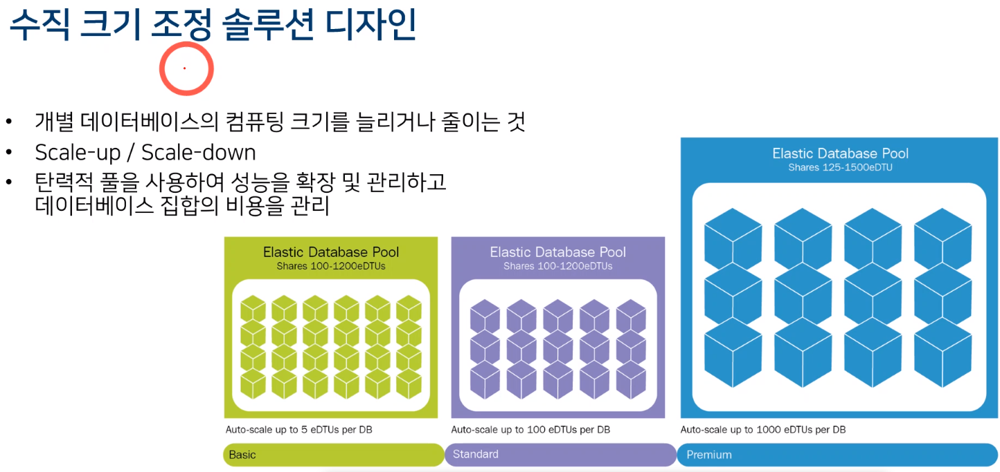 수직 크기 조정 솔루션 디자인
• 개별 데이터베이스의 컴퓨팅 크기를 늘리거나 줄이는 것
• Scale-up / Scale-down
• 탄력적 풀을 사용하여 성능을 확장 및 관리하고
데이터베이스 집합의 비용을 관리
Elastic Database Pool
Shares 100-1200eDTUs
Auto-scale up to 5 eDTUs per DB
Basic
Elastic Database Pool
Shares 100-1200eDTUs
Auto-scale up to 100 eDTUs per DB
Standard
Elastic Database Pool
Shares 125-1500eDTU
Auto-scale up to 1000 eDTUs per DB
Premium